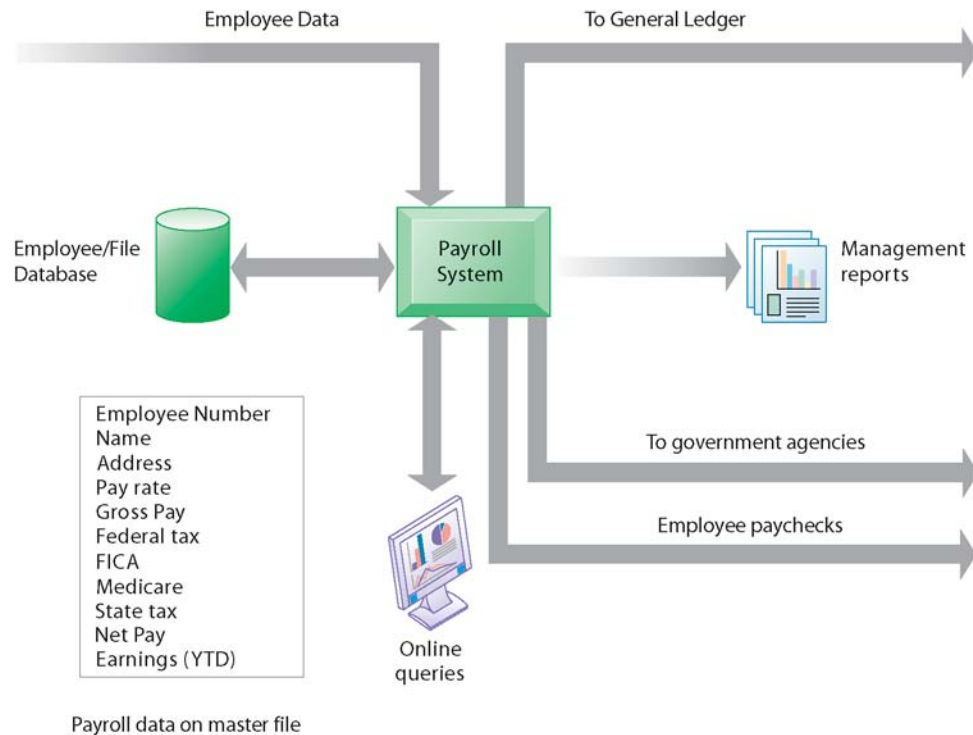 Employee Data
To General Ledger
Employee/File
Database
Payroll
System
Management
reports
Employee Number
Name
Address
Pay rate
Gross Pay
Federal tax
FICA
Medicare
State tax
Net Pay
Earnings (YTD)
To government agencies
Employee paychecks
Online
queries
Payroll data on master file